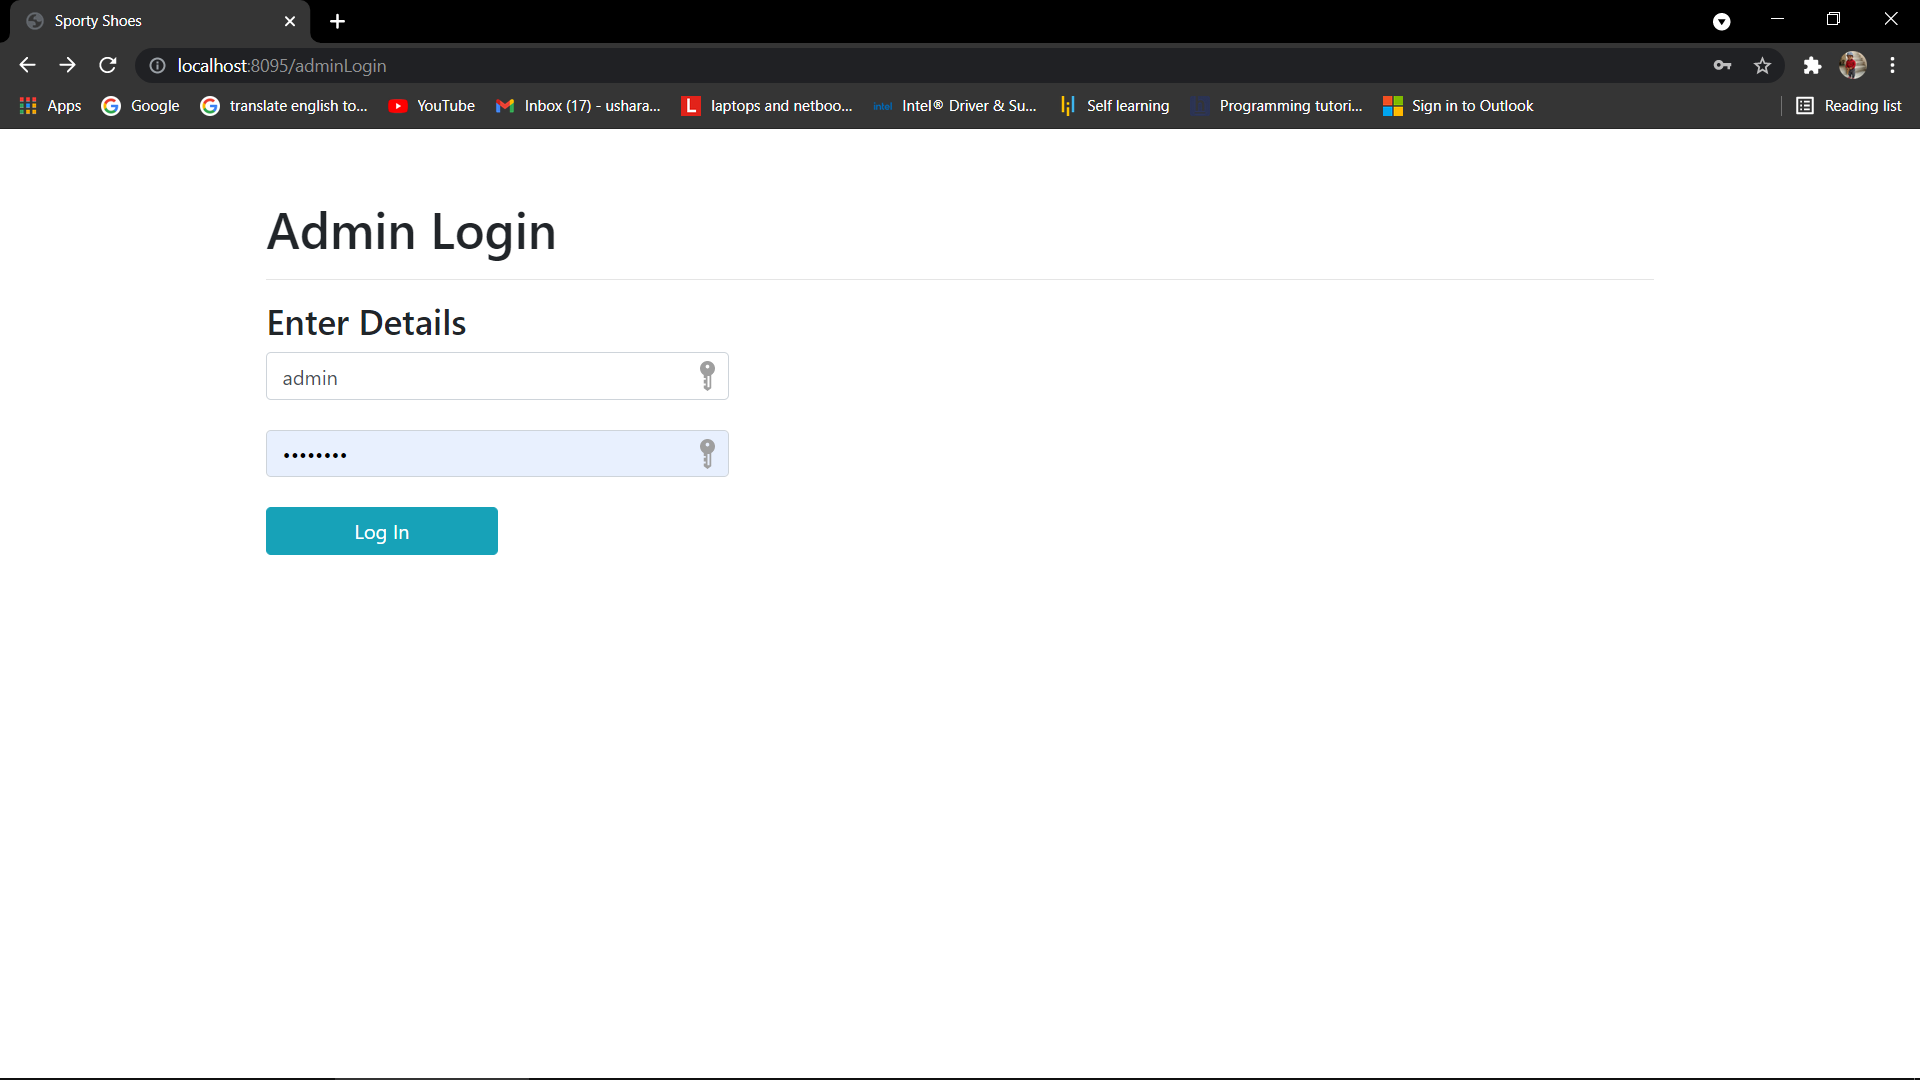 Sporty Shoes
localhost:8095/adminLogin
Apps Google translate english to... YouTube Inbox (17) - ushara... L laptops and netboo... intel Intel® Driver & Su... Self learning Programming tutori... Sign in to Outlook Reading list
Admin Login
Enter Details
admin
••••••••
Log In